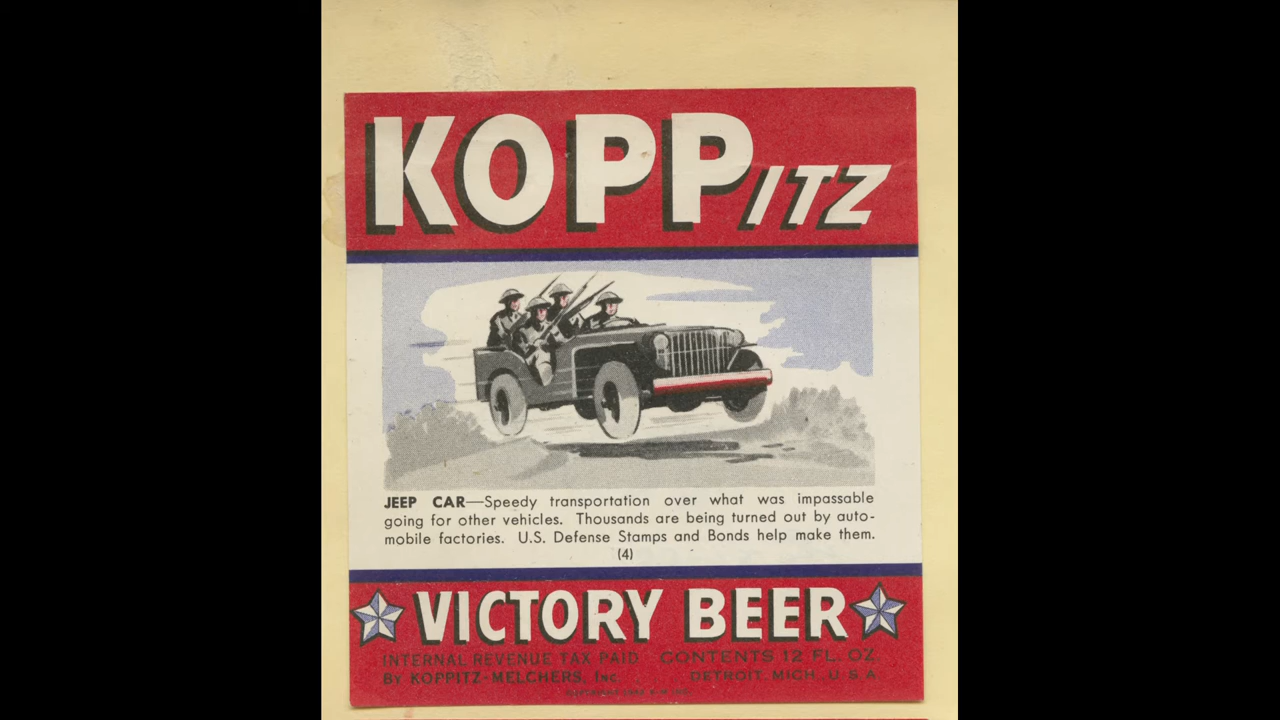 KOPPITZ
JEEP CAR—Speedy transportation over what was impassable
going for other vehicles. Thousands are being turned out by auto-
mobile factories. U.S. Defense Stamps and Bonds help make them.
(4)
VICTORY BEER
INTERNAL REVENUE TAX PAID CONTENTS 12 FL. OZ.
BY KOPPITZ-MELCHERS, Inc. DETROIT, MICH., U S A